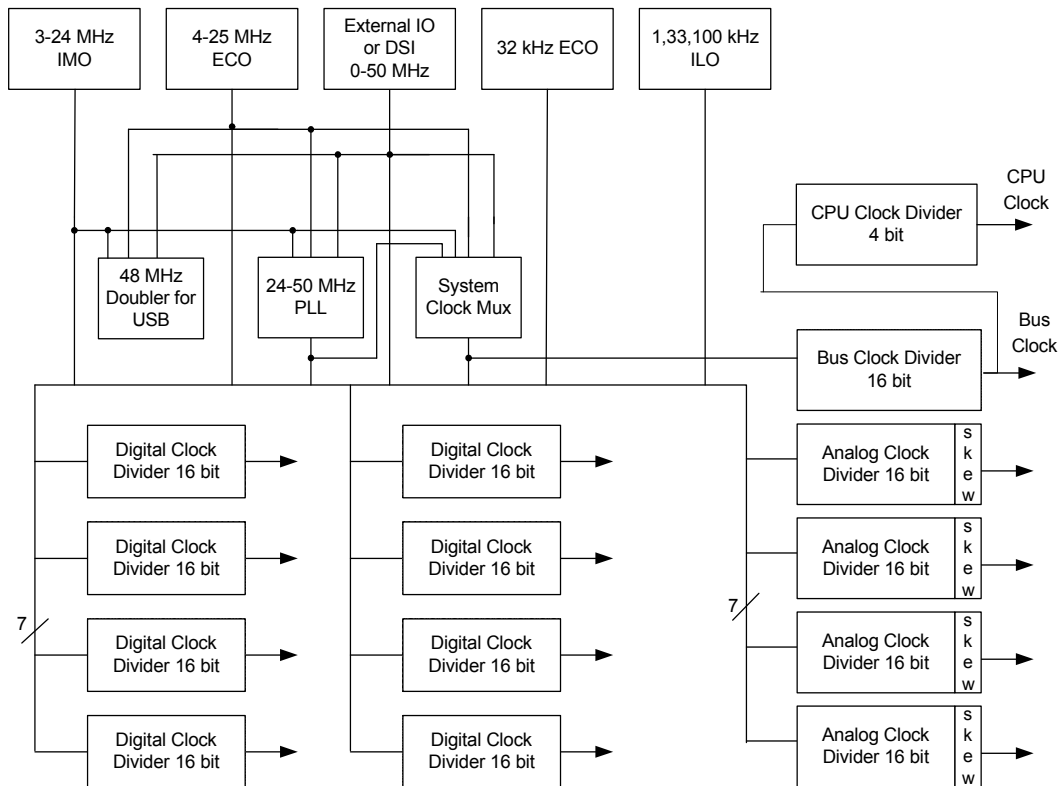 3-24 MHz
IMO
4-25 MHz
ECO
External IO
or DSI
0-50 MHz
32 kHz ECO
1,33,100 kHz
ILO
CPU
Clock
CPU Clock Divider
4 bit
48 MHz
Doubler for
USB
24-50 MHz
PLL
System
Clock Mux
Bus
Clock
Bus Clock Divider
16 bit
Digital Clock
Divider 16 bit
Digital Clock
Divider 16 bit
Analog Clock
Divider 16 bit
s
k
e
w
Digital Clock
Divider 16 bit
Digital Clock
Divider 16 bit
Analog Clock
Divider 16 bit
s
k
e
w
7
7
Digital Clock
Divider 16 bit
Digital Clock
Divider 16 bit
Analog Clock
Divider 16 bit
s
k
e
w
Digital Clock
Divider 16 bit
Digital Clock
Divider 16 bit
Analog Clock
Divider 16 bit
s
k
e
w